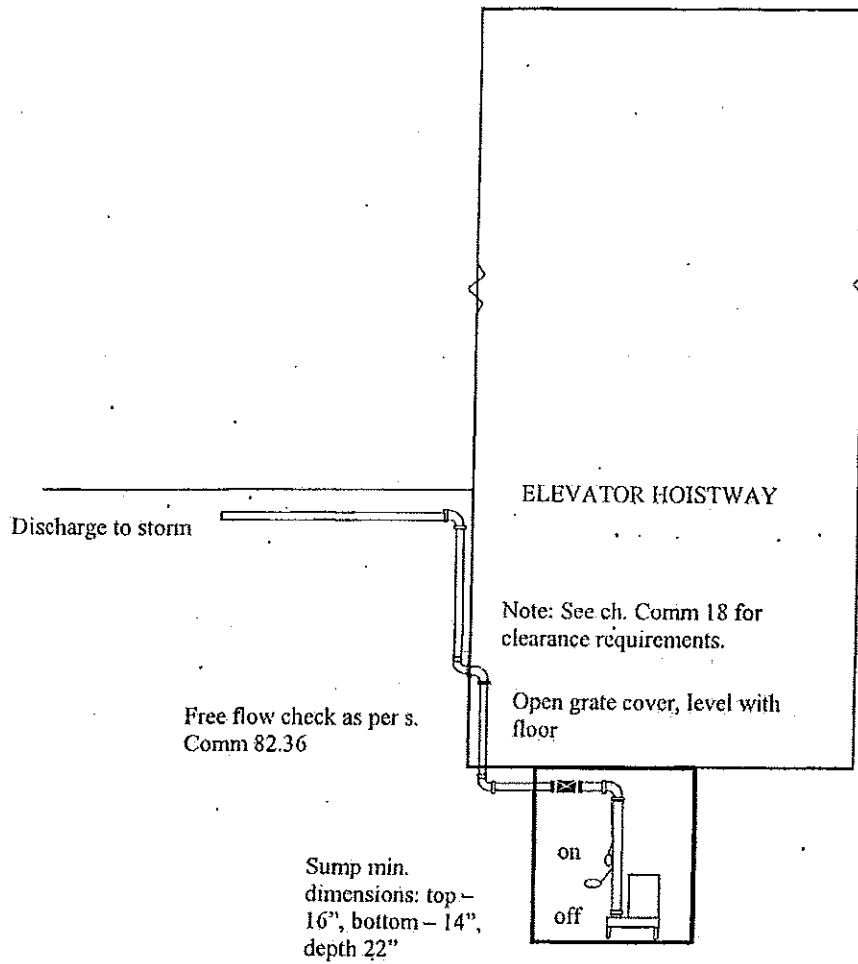 ELEVATOR HOISTWAY
Discharge to storm
Note: See ch. Comm 18 for
clearance requirements.
Open grate cover, level with
floor
Free flow check as per s.
Comm 82.36
on
off
Sump min.
dimensions: top –
16”, bottom – 14”,
depth 22”